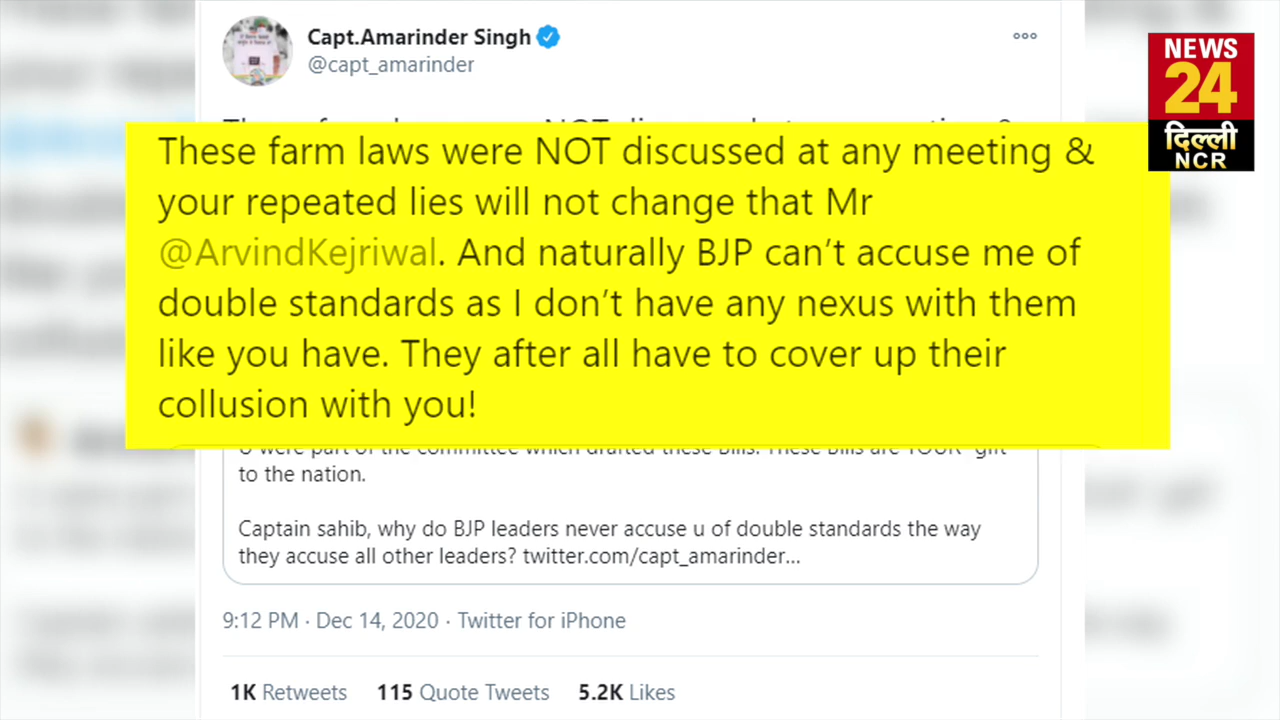 Capt.Amarinder Singh
@capt_amarinder
NEWS
24
दिल्ली
NCR
These farm laws were NOT discussed at any meeting &
your repeated lies will not change that Mr
@ArvindKejriwal. And naturally BJP can't accuse me of
double standards as I don't have any nexus with them
like you have. They after all have to cover up their
collusion with you!
U were part of the committee which drafted these Bills. These Bills are YOUR "gift"
to the nation.
Captain sahib, why do BJP leaders never accuse u of double standards the way
they accuse all other leaders? twitter.com/capt_amarinder...
9:12 PM · Dec 14, 2020 · Twitter for iPhone
1K Retweets 115 Quote Tweets 5.2K Likes